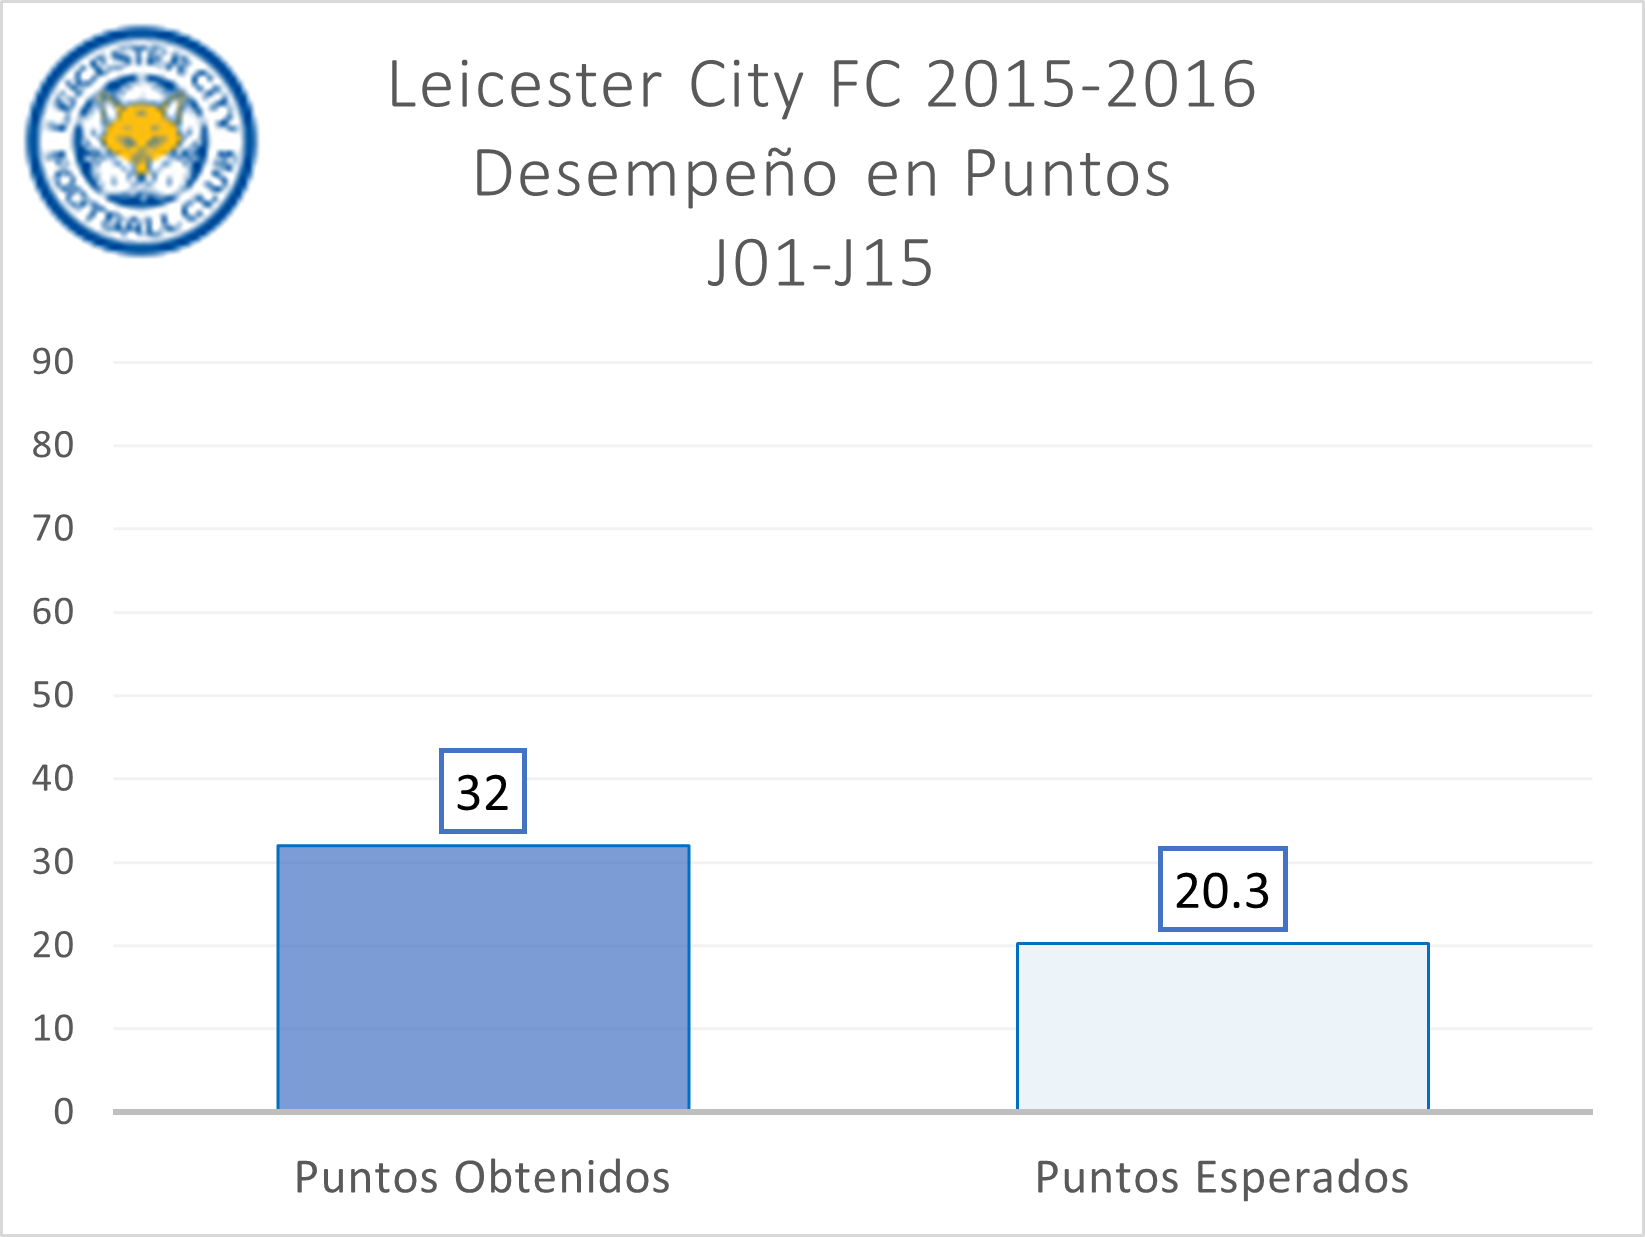 LEICESTER CITY
FOOTBALL CLUB
Leicester City FC 2015-2016
Desempeño en Puntos
J01-J15
90
80
70
60
50
40
30
20
10
0
32
20.3
Puntos Obtenidos
Puntos Esperados